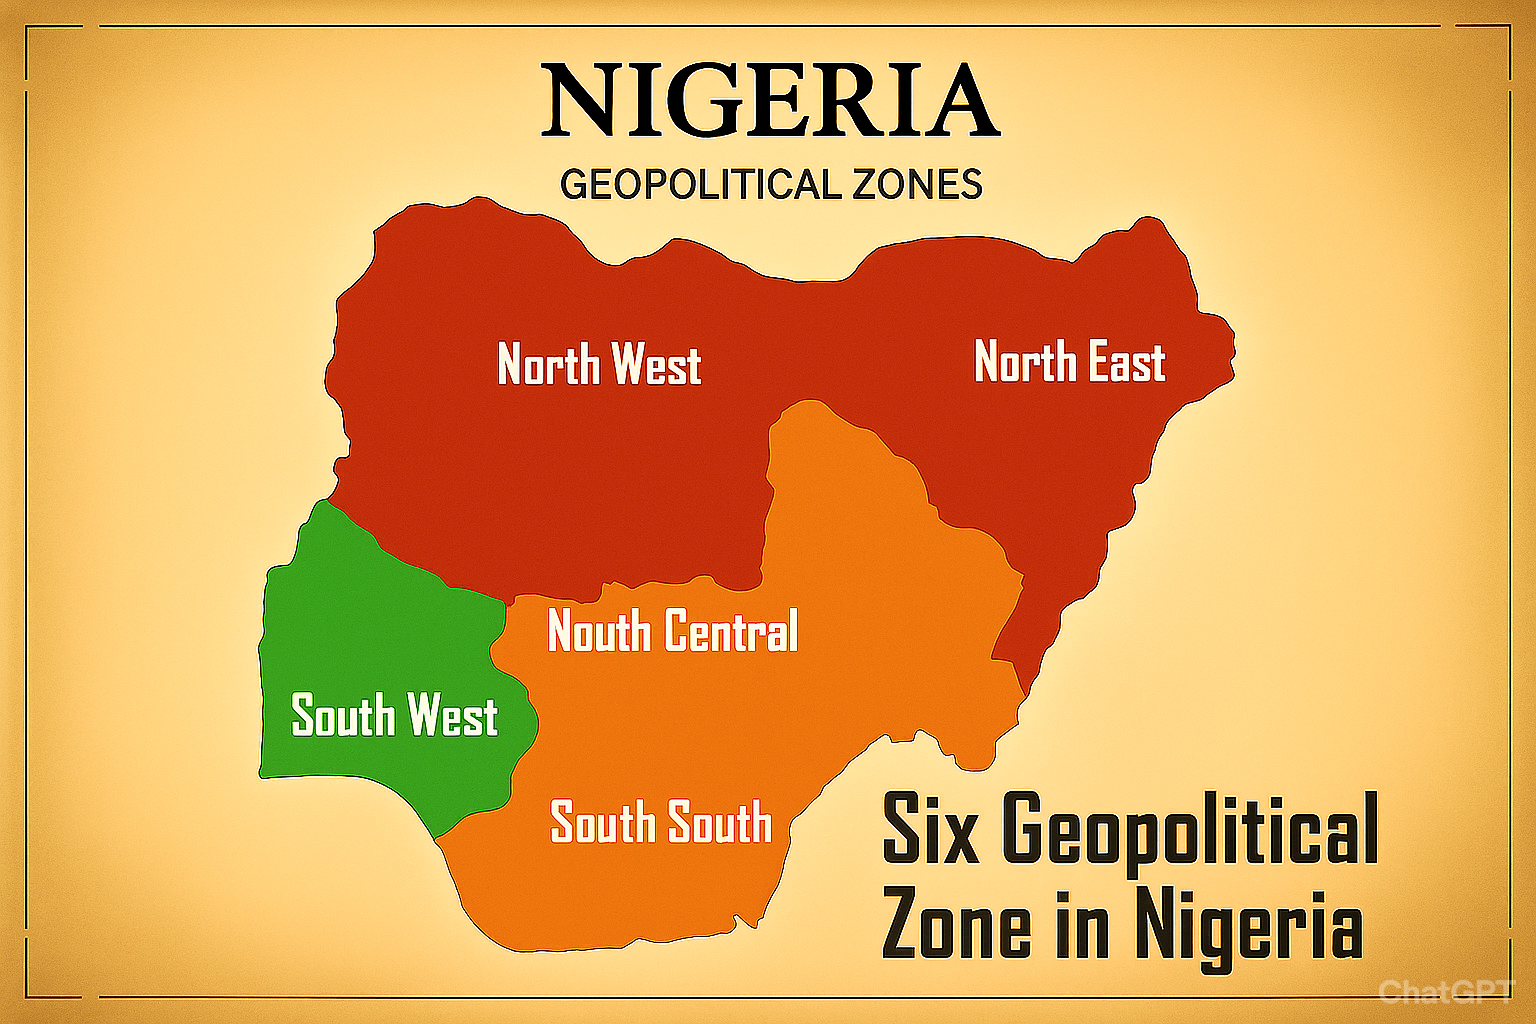 NIGERIA
GEOPOLITICAL ZONES
North West
North East
Nouth Central
South West
South South
Six Geopolitical
Zone in Nigeria
ChatGPT